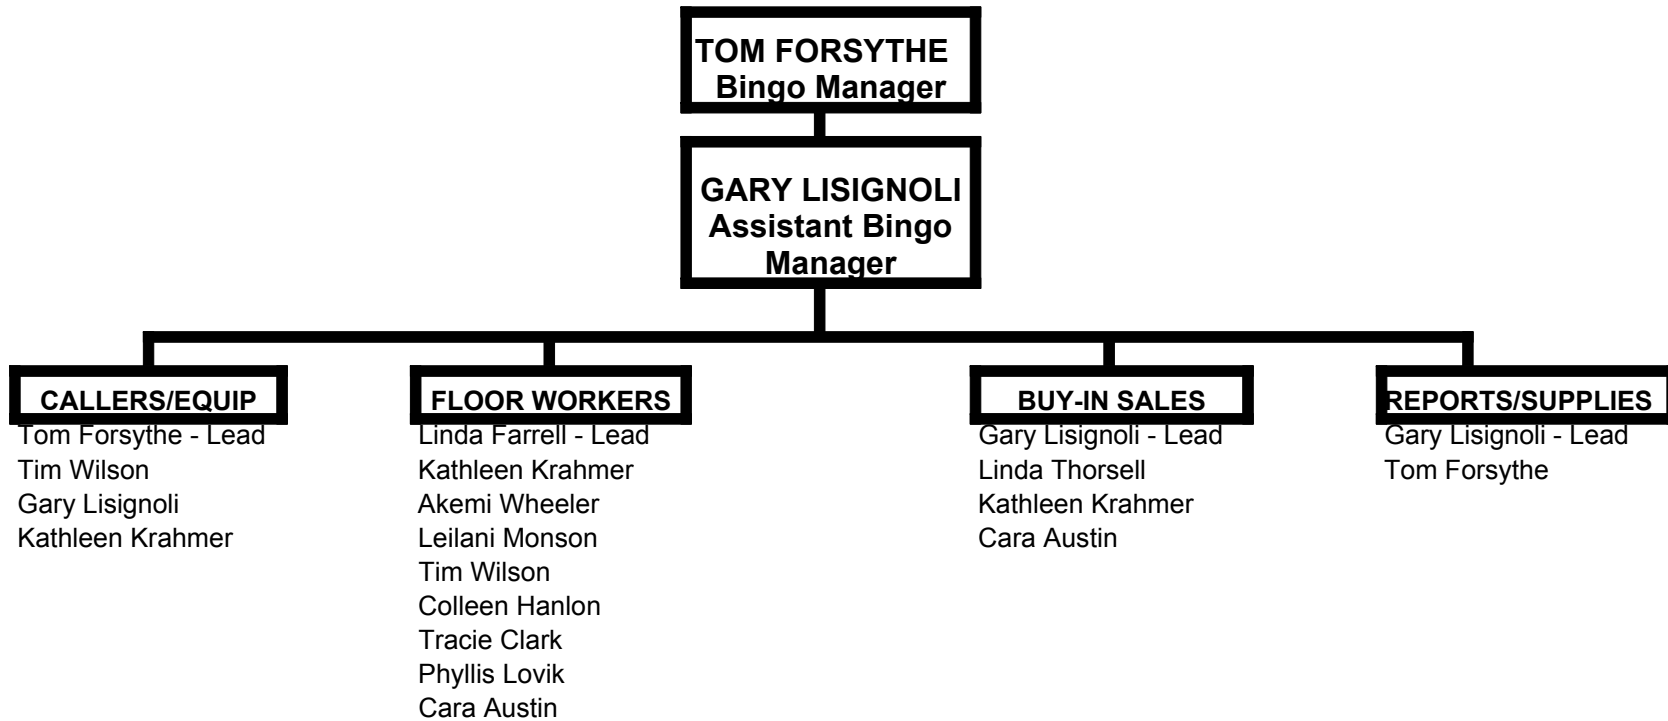 TOM FORSYTHE
Bingo Manager
GARY LISIGNOLI
Assistant Bingo
Manager
CALLERS/EQUIP
Tom Forsythe - Lead
Tim Wilson
Gary Lisignoli
Kathleen Krahmer
FLOOR WORKERS
Linda Farrell - Lead
Kathleen Krahmer
Akemi Wheeler
Leilani Monson
Tim Wilson
Colleen Hanlon
Tracie Clark
Phyllis Lovik
Cara Austin
BUY-IN SALES
Gary Lisignoli - Lead
Linda Thorsell
Kathleen Krahmer
Cara Austin
REPORTS/SUPPLIES
Gary Lisignoli - Lead
Tom Forsythe